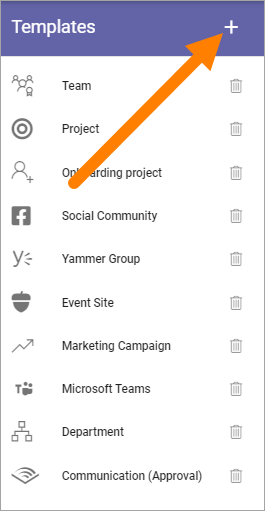 Templates
Team
Project
Onboarding project
Social Community
Yammer Group
Event Site
Marketing Campaign
Microsoft Teams
Department
Communication (Approval)